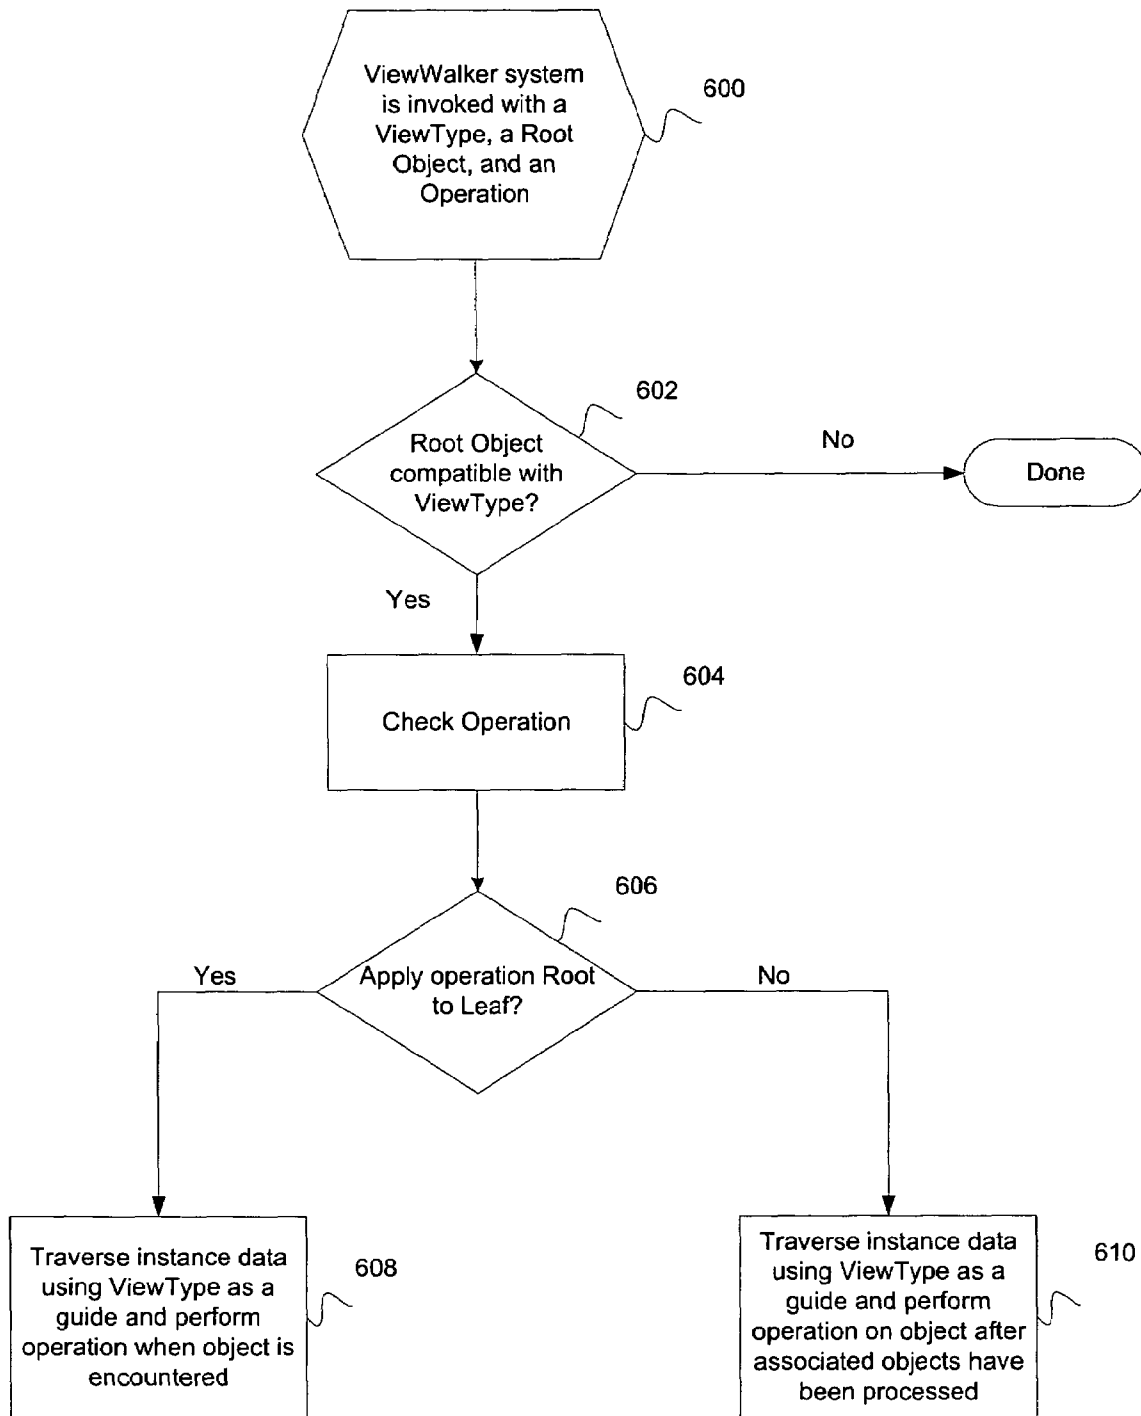 ViewWalker system
is invoked with a
ViewType, a Root
Object, and an
Operation
600
602
Root Object
compatible with
ViewType?
No
Done
Yes
604
Check Operation
606
Apply operation Root
to Leaf?
Yes
No
Traverse instance data
using ViewType as a
guide and perform
operation when object is
encountered
608
Traverse instance data
using ViewType as a
guide and perform
operation on object after
associated objects have
been processed
610